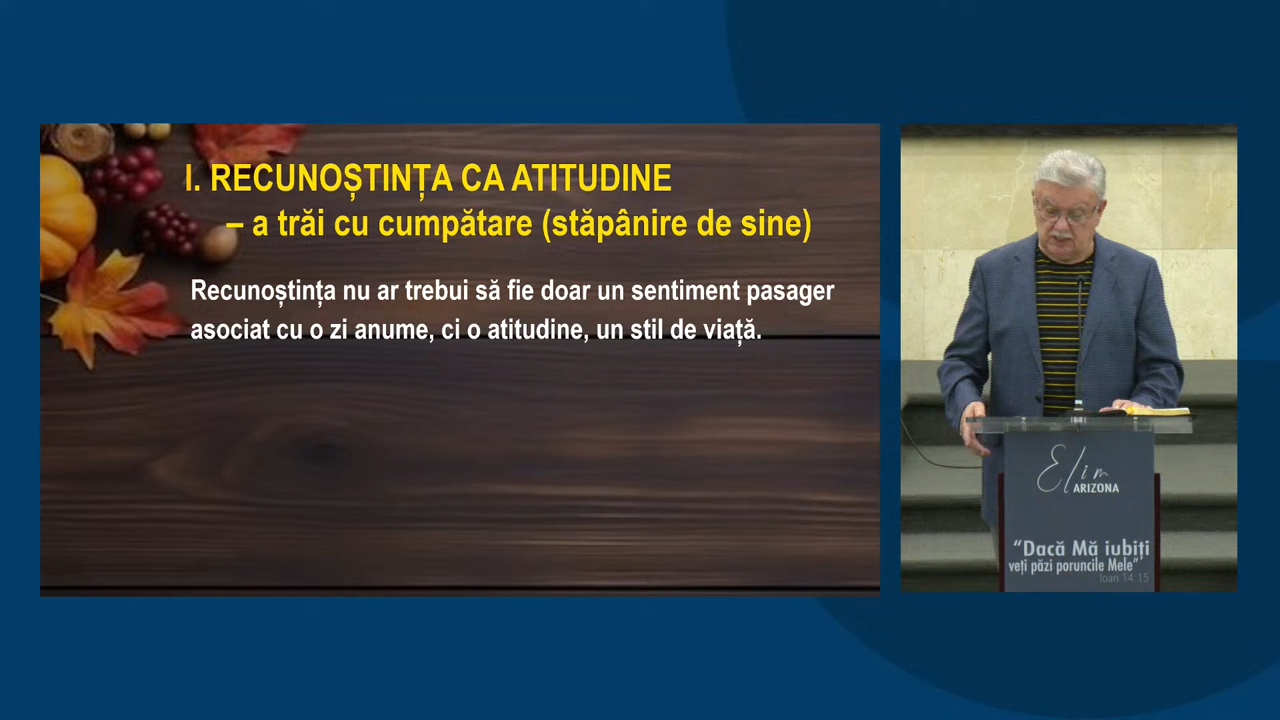 I. RECUNOȘTINȚA CA ATITUDINE
– a trăi cu cumpătare (stăpânire de sine)
Recunoștința nu ar trebui să fie doar un sentiment pasager
asociat cu o zi anume, ci o atitudine, un stil de viață.
Elim
ARIZONA
“Dacă Mă iubiți
veți păzi poruncile Mele”
Ioan 14:15